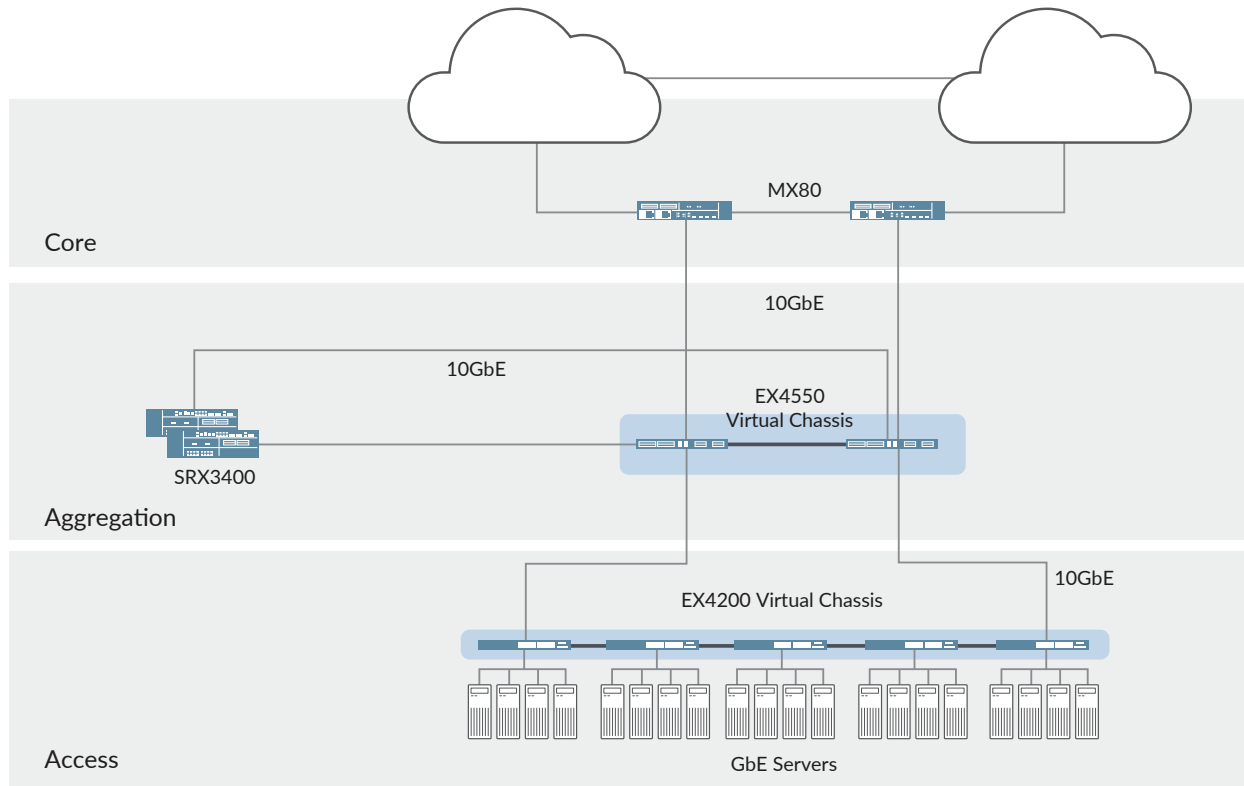 MX80
Core
10GbE
10GbE
EX4550
Virtual Chassis
SRX3400
Aggregation
10GbE
EX4200 Virtual Chassis
Access
GbE Servers